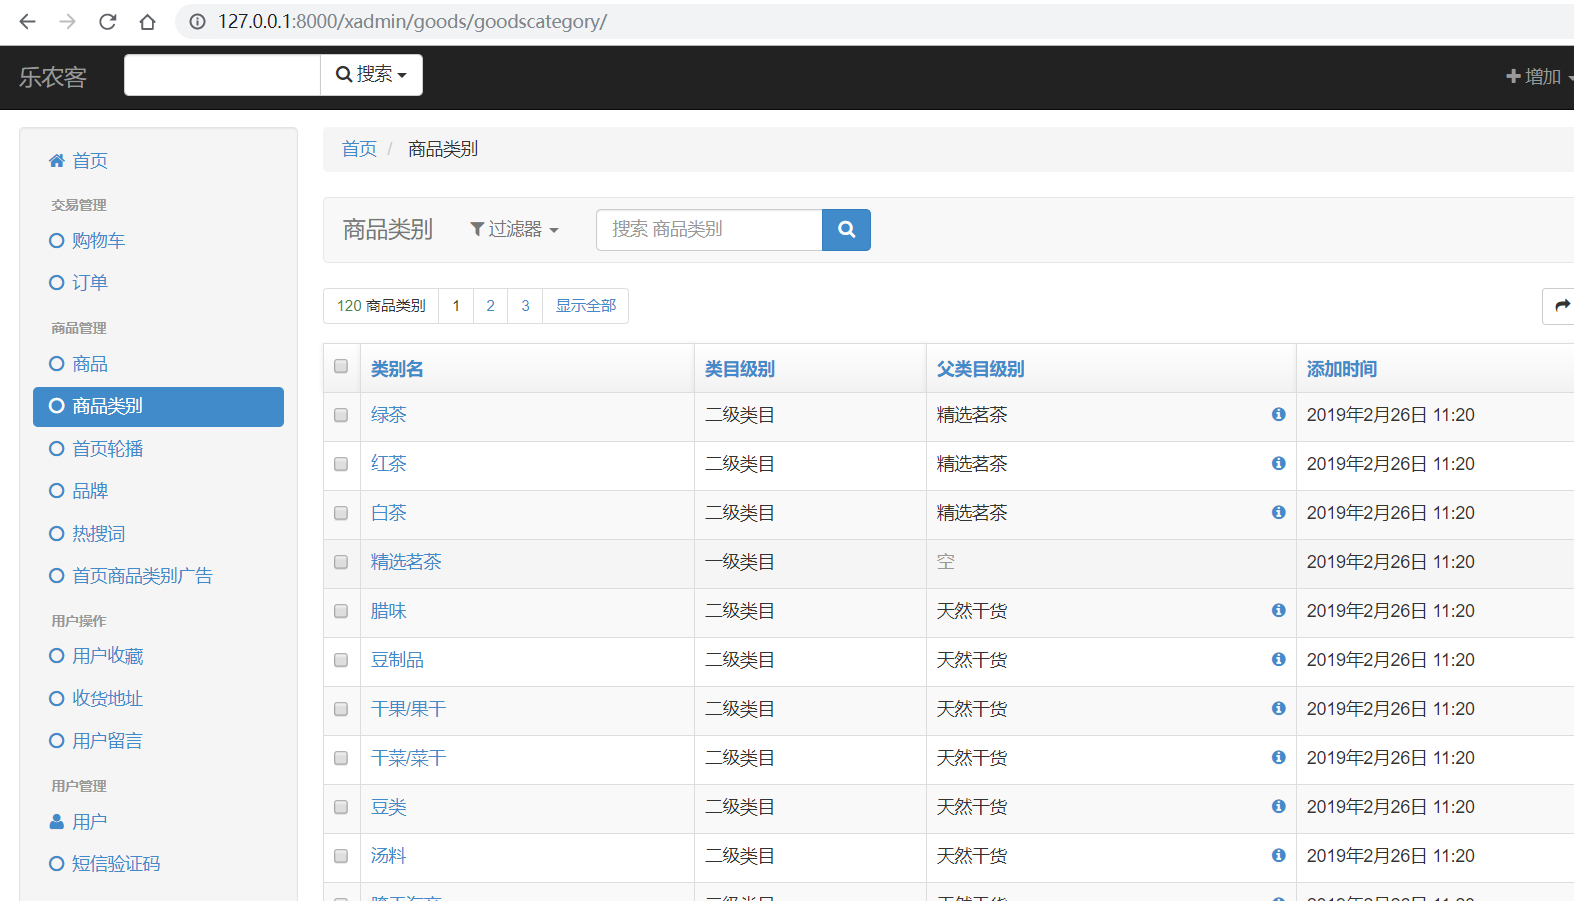 127.0.0.1:8000/xadmin/goods/goodscategory/
乐农客 搜索 增加
首页
交易管理
购物车
订单
商品管理
商品
商品类别
首页轮播
品牌
热搜词
首页商品类别广告
用户操作
用户收藏
收货地址
用户留言
用户管理
用户
短信验证码
首页 / 商品类别
商品类别 过滤器 搜索 商品类别
120 商品类别 1 2 3 显示全部
类别名 类目级别 父类目级别 添加时间
绿茶 二级类目 精选茗茶 2019年2月26日 11:20
红茶 二级类目 精选茗茶 2019年2月26日 11:20
白茶 二级类目 精选茗茶 2019年2月26日 11:20
精选茗茶 一级类目 空 2019年2月26日 11:20
腊味 二级类目 天然干货 2019年2月26日 11:20
豆制品 二级类目 天然干货 2019年2月26日 11:20
干果/果干 二级类目 天然干货 2019年2月26日 11:20
干菜/菜干 二级类目 天然干货 2019年2月26日 11:20
豆类 二级类目 天然干货 2019年2月26日 11:20
汤料 二级类目 天然干货 2019年2月26日 11:20